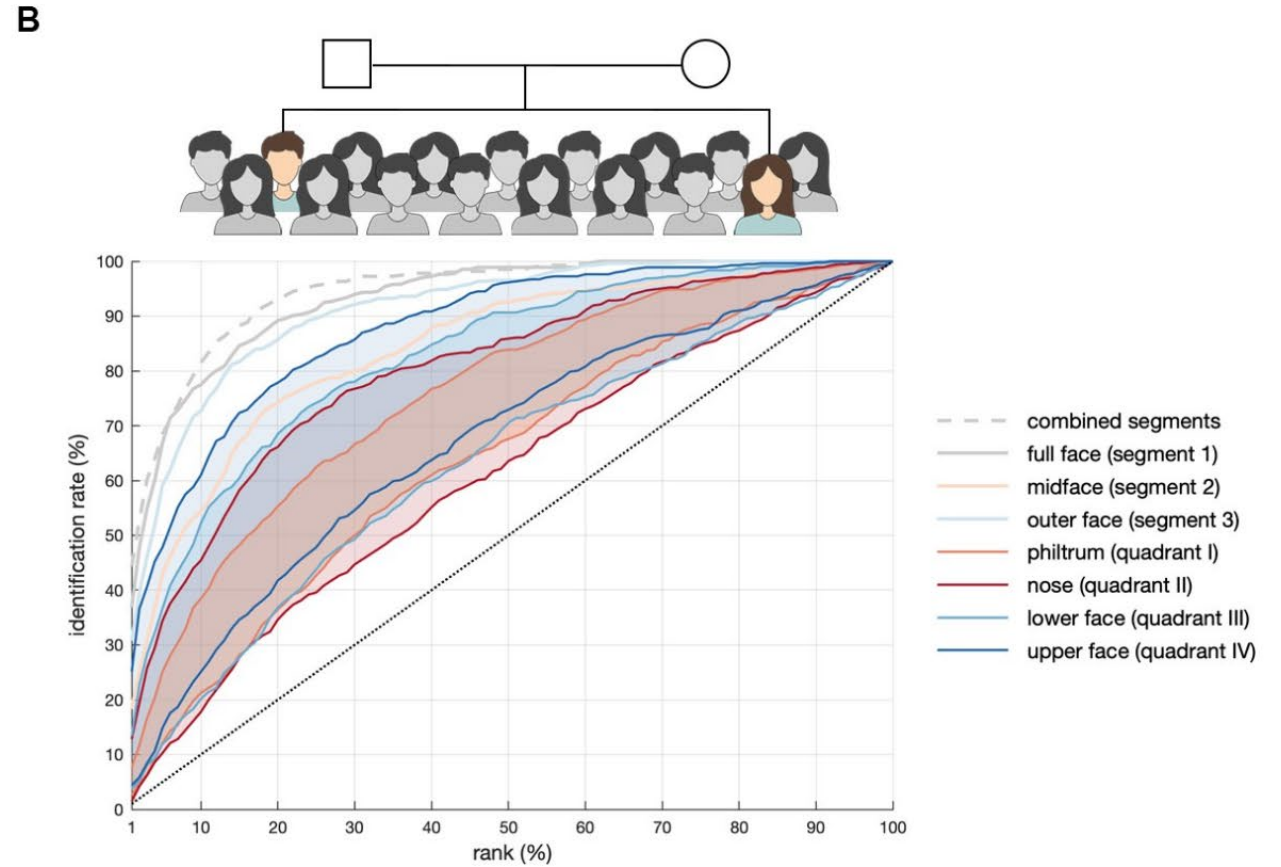 B
100
90
80
70
60
50
40
30
20
10
0
identification rate (%)
1 10 20 30 40 50 60 70 80 90 100
rank (%)
combined segments
full face (segment 1)
midface (segment 2)
outer face (segment 3)
philtrum (quadrant I)
nose (quadrant II)
lower face (quadrant III)
upper face (quadrant IV)